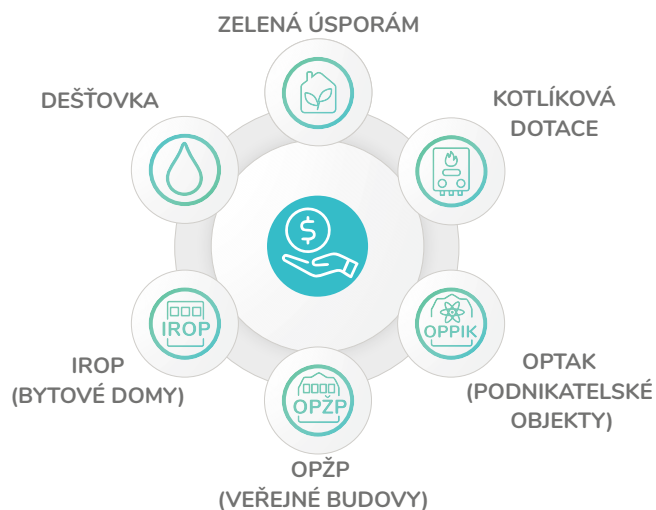 ZELENÁ ÚSPORÁM
DEŠŤOVKA
KOTLÍKOVÁ
DOTACE
$
IROP
OPPIK
IROP
(BYTOVÉ DOMY)
OPŽP
OPTAK
(PODNIKATELSKÉ
OBJEKTY)
OPŽP
(VEŘEJNÉ BUDOVY)